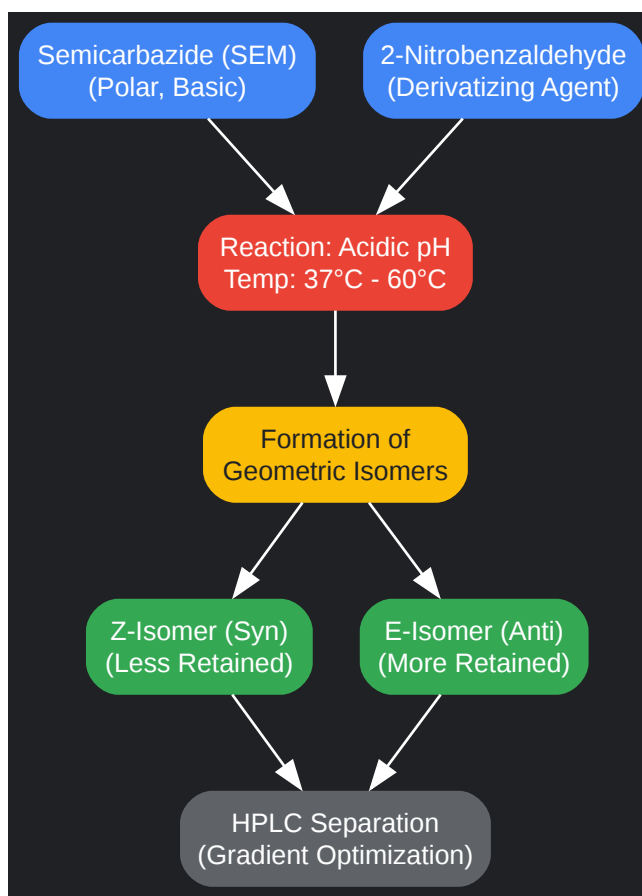 Semicarbazide (SEM)
(Polar, Basic)
2-Nitrobenzaldehyde
(Derivatizing Agent)
Reaction: Acidic pH
Temp: 37°C - 60°C
Formation of
Geometric Isomers
Z-Isomer (Syn)
(Less Retained)
E-Isomer (Anti)
(More Retained)
HPLC Separation
(Gradient Optimization)